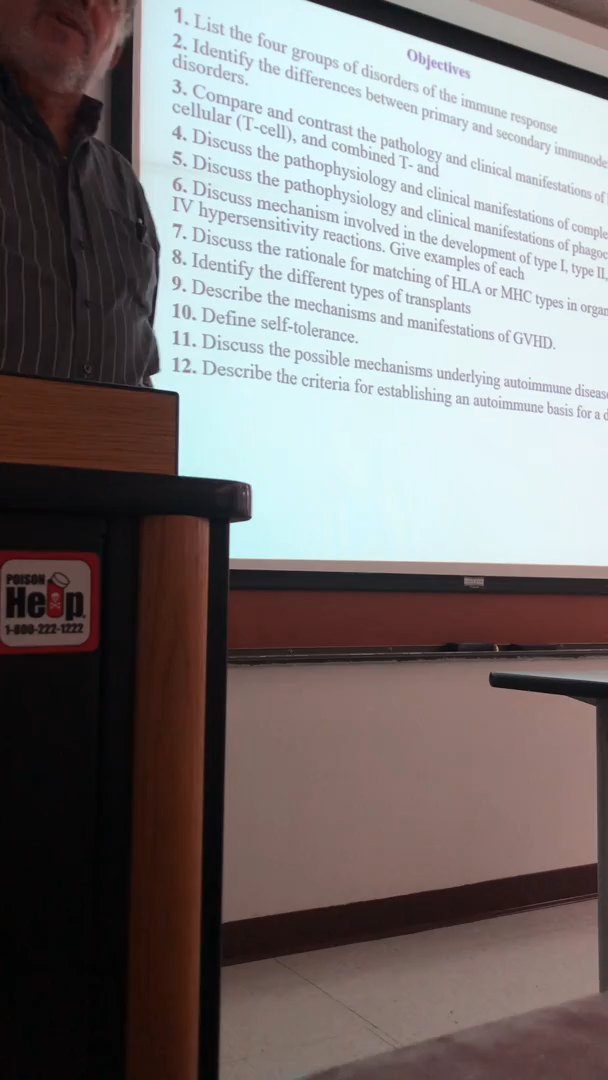 Objectives
1. List the four groups of disorders of the immune response
2. Identify the differences between primary and secondary immunode
disorders.
3. Compare and contrast the pathology and clinical manifestations of
cellular (T-cell), and combined T- and
4. Discuss the pathophysiology and clinical manifestations of comple
5. Discuss the pathophysiology and clinical manifestations of phagoc
6. Discuss mechanism involved in the development of type I, type II,
IV hypersensitivity reactions. Give examples of each
7. Discuss the rationale for matching of HLA or MHC types in organ
8. Identify the different types of transplants
9. Describe the mechanisms and manifestations of GVHD.
10. Define self-tolerance.
11. Discuss the possible mechanisms underlying autoimmune disease
12. Describe the criteria for establishing an autoimmune basis for a d
POISON
Help
1-800-222-1222